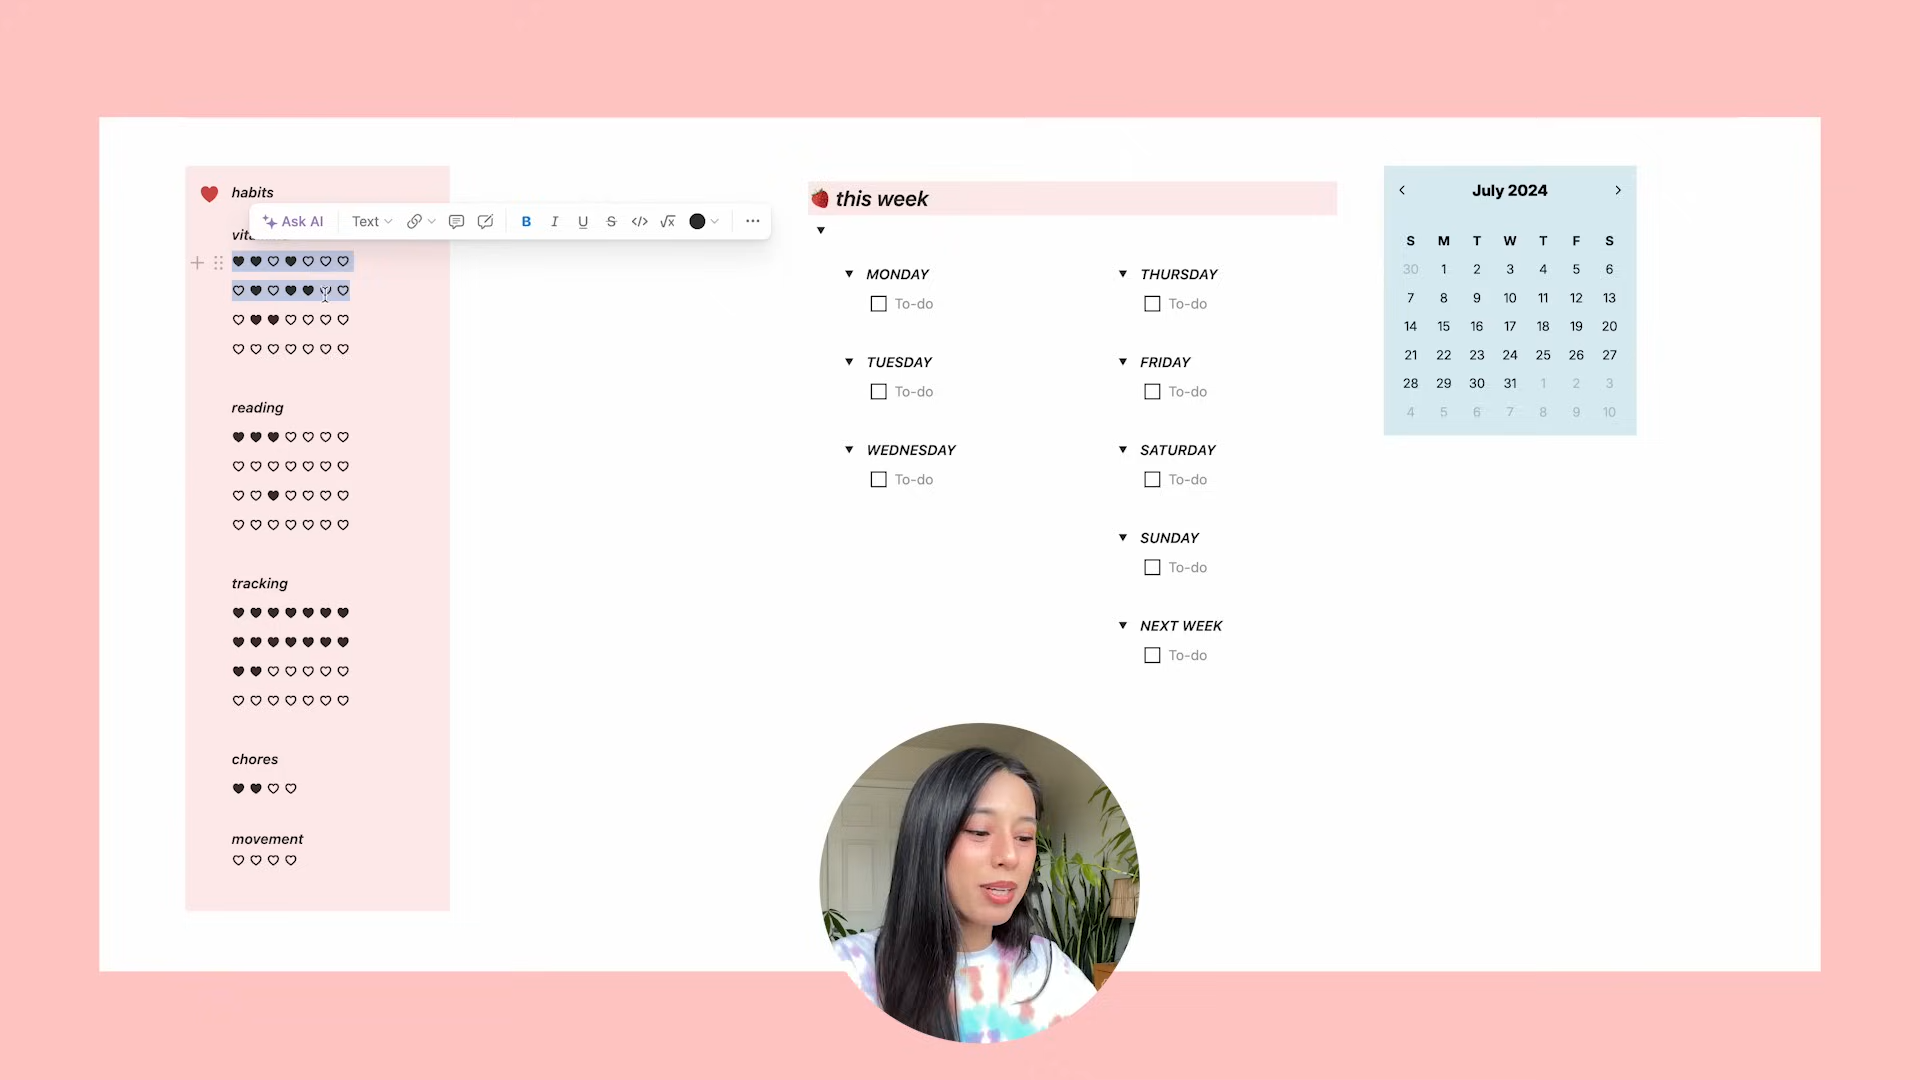 habits
Ask AI Text B I U S </> √x ...
♥♥♡♥♡♡♡
♡♥♡♥♥♡♡
♡♥♥♡♡♡♡
♡♡♡♡♡♡♡
reading
♥♥♥♡♡♡♡
♡♡♡♡♡♡♡
♡♡♥♡♡♡♡
♡♡♡♡♡♡♡
tracking
♥♥♥♥♥♥♥
♥♥♥♥♥♥♥
♥♥♡♡♡♡♡
♡♡♡♡♡♡♡
chores
♥♥♡♡
movement
♡♡♡♡
this week
MONDAY
To-do
TUESDAY
To-do
WEDNESDAY
To-do
THURSDAY
To-do
FRIDAY
To-do
SATURDAY
To-do
SUNDAY
To-do
NEXT WEEK
To-do
July 2024
S M T W T F S
30 1 2 3 4 5 6
7 8 9 10 11 12 13
14 15 16 17 18 19 20
21 22 23 24 25 26 27
28 29 30 31 1 2 3
4 5 6 7 8 9 10